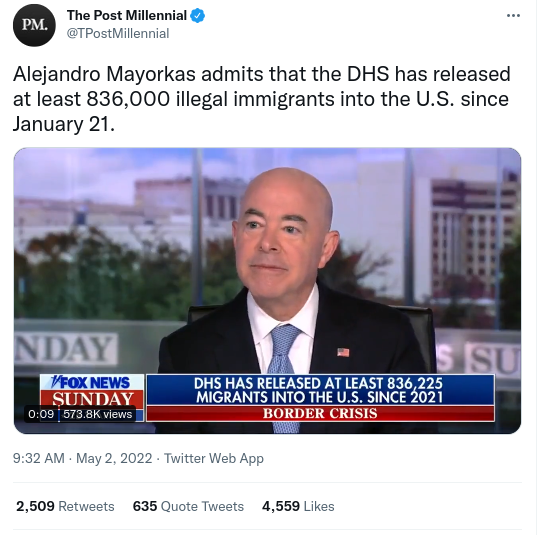 PM.
The Post Millennial
@TPostMillennial
Alejandro Mayorkas admits that the DHS has released
at least 836,000 illegal immigrants into the U.S. since
January 21.
NDAY
S SU
FOX NEWS
SUNDAY
DHS HAS RELEASED AT LEAST 836,225
MIGRANTS INTO THE U.S. SINCE 2021
BORDER CRISIS
0:09 573.8K views
9:32 AM · May 2, 2022 · Twitter Web App
2,509 Retweets 635 Quote Tweets 4,559 Likes